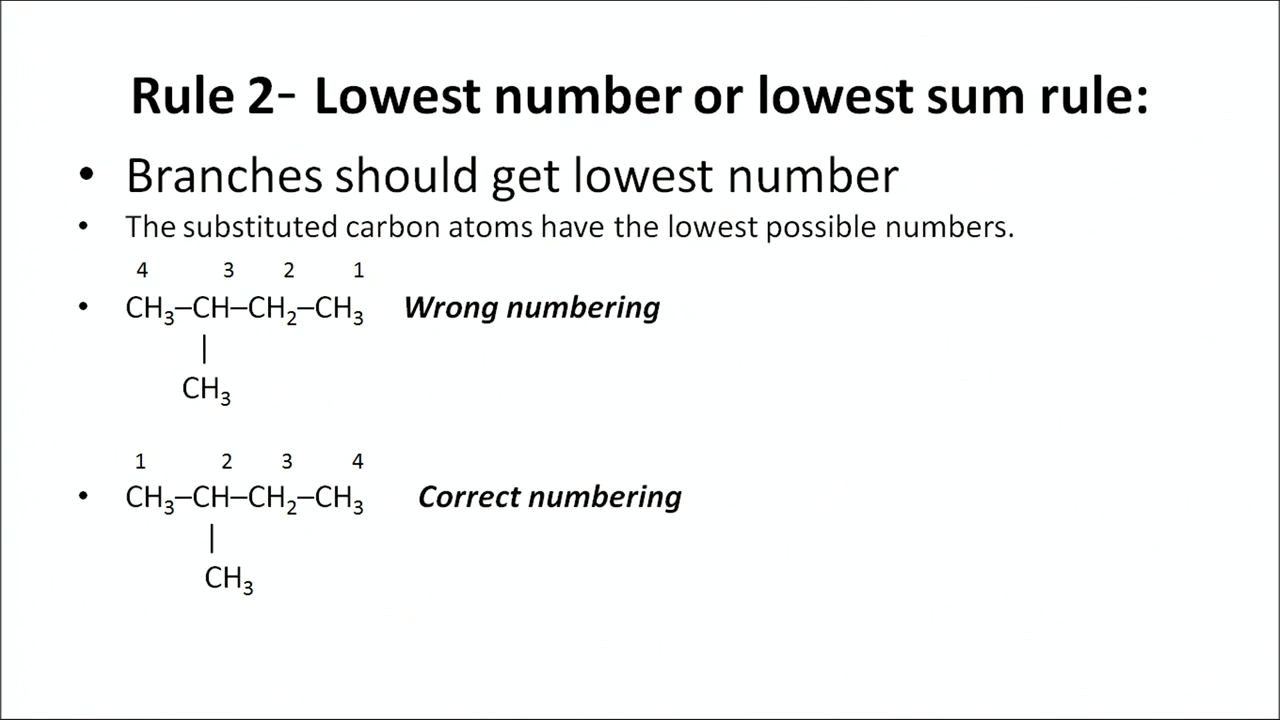 Rule 2- Lowest number or lowest sum rule:
• Branches should get lowest number
• The substituted carbon atoms have the lowest possible numbers.
4 3 2 1
• CH₃–CH–CH₂–CH₃ Wrong numbering
|
CH₃
1 2 3 4
• CH₃–CH–CH₂–CH₃ Correct numbering
|
CH₃